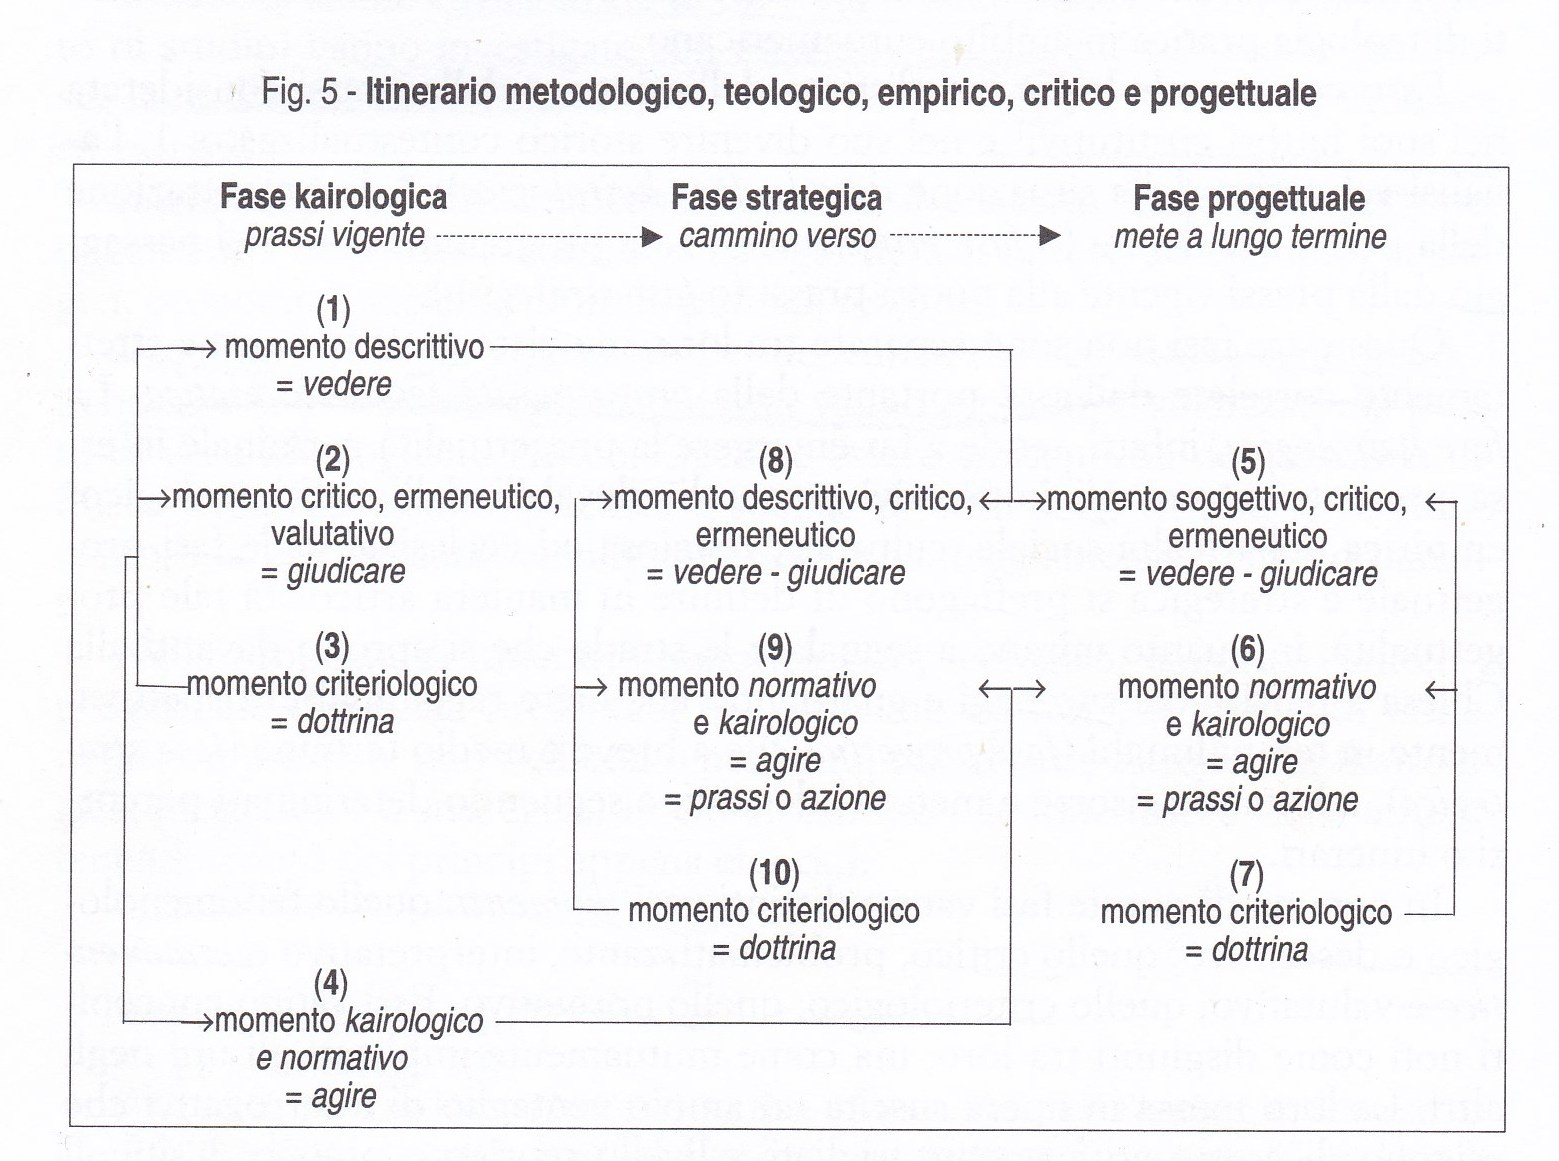 Fig. 5 - Itinerario metodologico, teologico, empirico, critico e progettuale
Fase kairologica
prassi vigente
Fase strategica
cammino verso
Fase progettuale
mete a lungo termine
(1)
momento descrittivo
= vedere
(2)
momento critico, ermeneutico,
valutativo
= giudicare
(8)
momento descrittivo, critico,
ermeneutico
= vedere - giudicare
(5)
momento soggettivo, critico,
ermeneutico
= vedere - giudicare
(3)
momento criteriologico
= dottrina
(9)
momento normativo
e kairologico
= agire
= prassi o azione
(6)
momento normativo
e kairologico
= agire
= prassi o azione
(10)
momento criteriologico
= dottrina
(7)
momento criteriologico
= dottrina
(4)
momento kairologico
e normativo
= agire